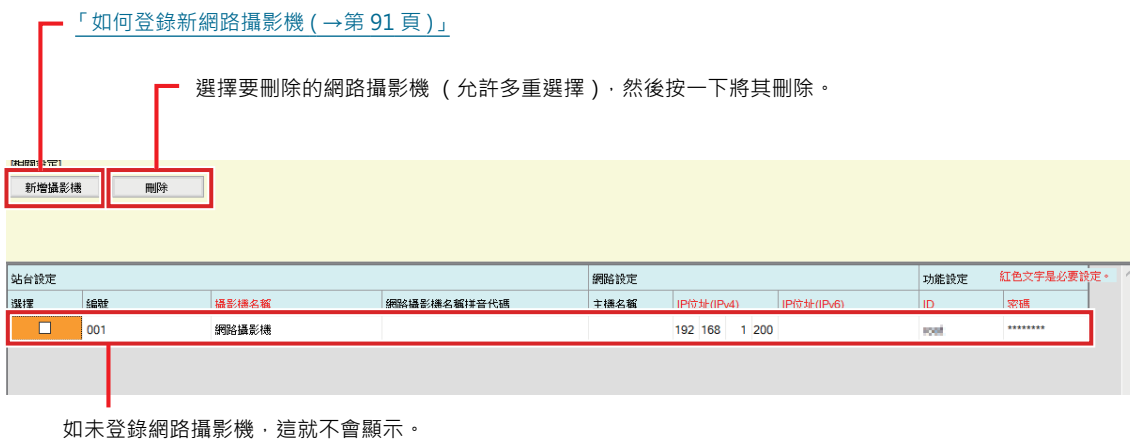 「如何登錄新網路攝影機 ( →第 91 頁 )」
選擇要刪除的網路攝影機 ( 允許多重選擇 )，然後按一下將其刪除。
[相關設定]
新增攝影機 刪除
站台設定 網路設定 功能設定 紅色文字是必要設定。
選擇 編號 攝影機名稱 網路攝影機名稱拼音代碼 主機名稱 IP位址(IPv4) IP位址(IPv6) ID 密碼
001 網路攝影機 192 168 1 200 ********
如未登錄網路攝影機，這就不會顯示。